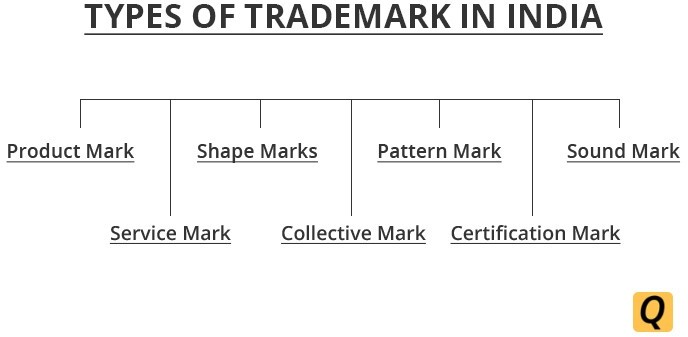 TYPES OF TRADEMARK IN INDIA
Product Mark
Shape Marks
Pattern Mark
Sound Mark
Service Mark
Collective Mark
Certification Mark
Q